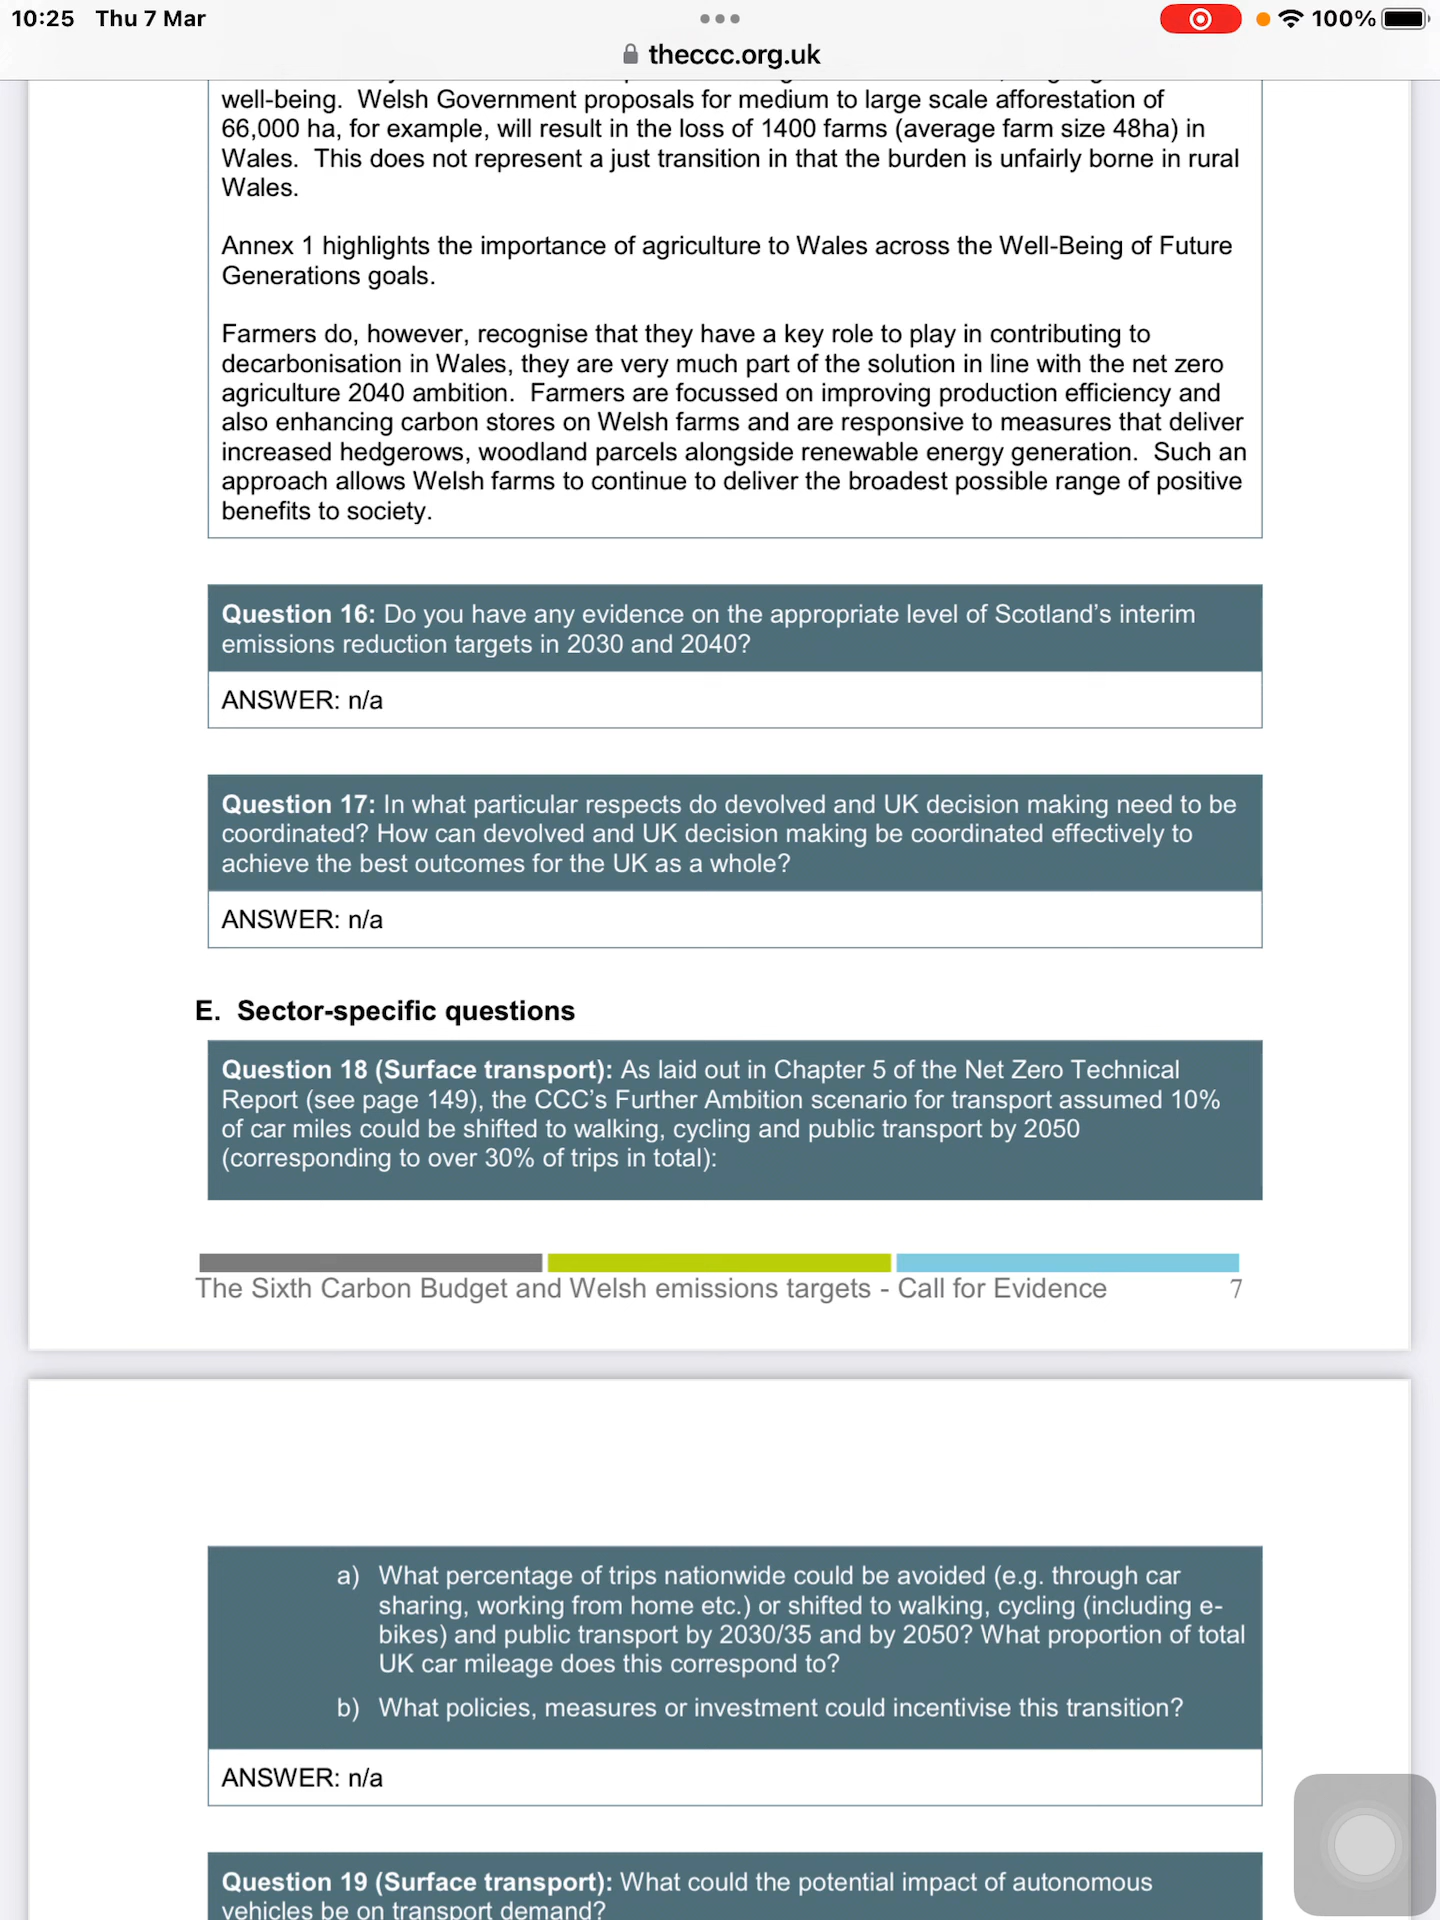 10:25 Thu 7 Mar
100%
theccc.org.uk
well-being. Welsh Government proposals for medium to large scale afforestation of
66,000 ha, for example, will result in the loss of 1400 farms (average farm size 48ha) in
Wales. This does not represent a just transition in that the burden is unfairly borne in rural
Wales.
Annex 1 highlights the importance of agriculture to Wales across the Well-Being of Future
Generations goals.
Farmers do, however, recognise that they have a key role to play in contributing to
decarbonisation in Wales, they are very much part of the solution in line with the net zero
agriculture 2040 ambition. Farmers are focussed on improving production efficiency and
also enhancing carbon stores on Welsh farms and are responsive to measures that deliver
increased hedgerows, woodland parcels alongside renewable energy generation. Such an
approach allows Welsh farms to continue to deliver the broadest possible range of positive
benefits to society.
Question 16: Do you have any evidence on the appropriate level of Scotland’s interim
emissions reduction targets in 2030 and 2040?
ANSWER: n/a
Question 17: In what particular respects do devolved and UK decision making need to be
coordinated? How can devolved and UK decision making be coordinated effectively to
achieve the best outcomes for the UK as a whole?
ANSWER: n/a
E. Sector-specific questions
Question 18 (Surface transport): As laid out in Chapter 5 of the Net Zero Technical
Report (see page 149), the CCC’s Further Ambition scenario for transport assumed 10%
of car miles could be shifted to walking, cycling and public transport by 2050
(corresponding to over 30% of trips in total):
The Sixth Carbon Budget and Welsh emissions targets - Call for Evidence 7
a) What percentage of trips nationwide could be avoided (e.g. through car
sharing, working from home etc.) or shifted to walking, cycling (including e-
bikes) and public transport by 2030/35 and by 2050? What proportion of total
UK car mileage does this correspond to?
b) What policies, measures or investment could incentivise this transition?
ANSWER: n/a
Question 19 (Surface transport): What could the potential impact of autonomous
vehicles be on transport demand?